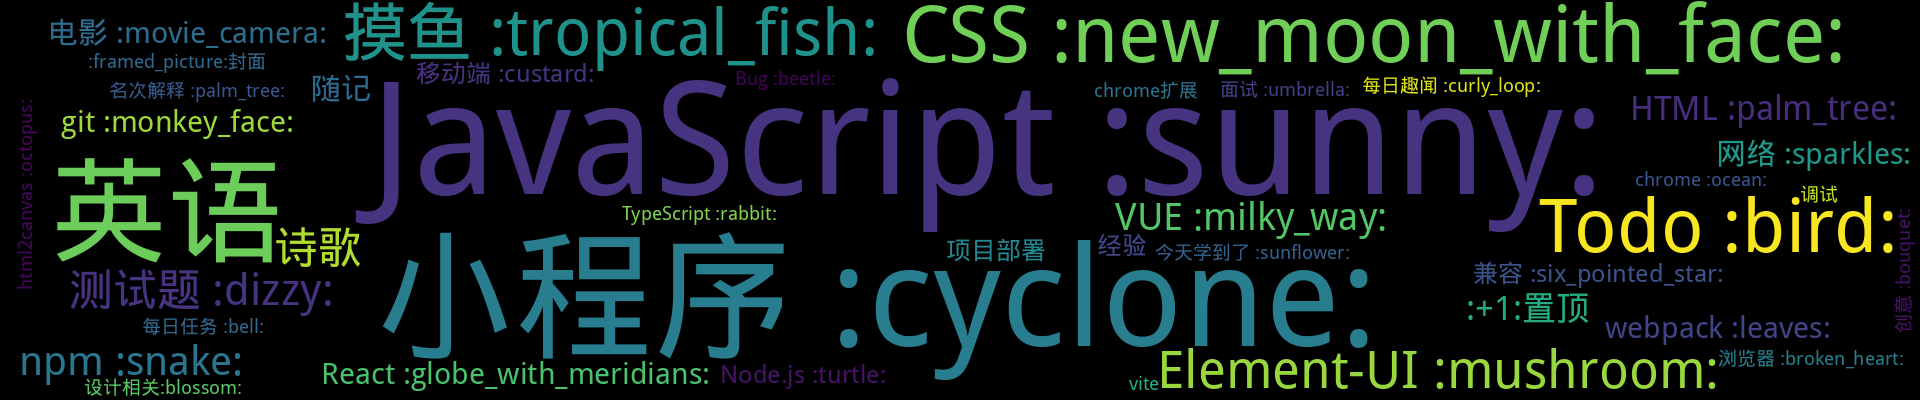 电影 :movie_camera:
摸鱼 :tropical_fish:
CSS :new_moon_with_face:
:framed_picture:封面
移动端 :custard:
Bug :beetle:
名次解释 :palm_tree:
随记
chrome扩展
面试 :umbrella:
每日趣闻 :curly_loop:
HTML :palm_tree:
git :monkey_face:
JavaScript :sunny:
网络 :sparkles:
html2canvas :octopus:
英语
chrome :ocean:
调试
TypeScript :rabbit:
VUE :milky_way:
Todo :bird:
诗歌
项目部署
经验
今天学到了 :sunflower:
测试题 :dizzy:
小程序 :cyclone:
兼容 :six_pointed_star:
创意 :bouquet:
:+1:置顶
每日任务 :bell:
webpack :leaves:
npm :snake:
React :globe_with_meridians:
Node.js :turtle:
Element-UI :mushroom:
浏览器 :broken_heart:
设计相关:blossom:
vite